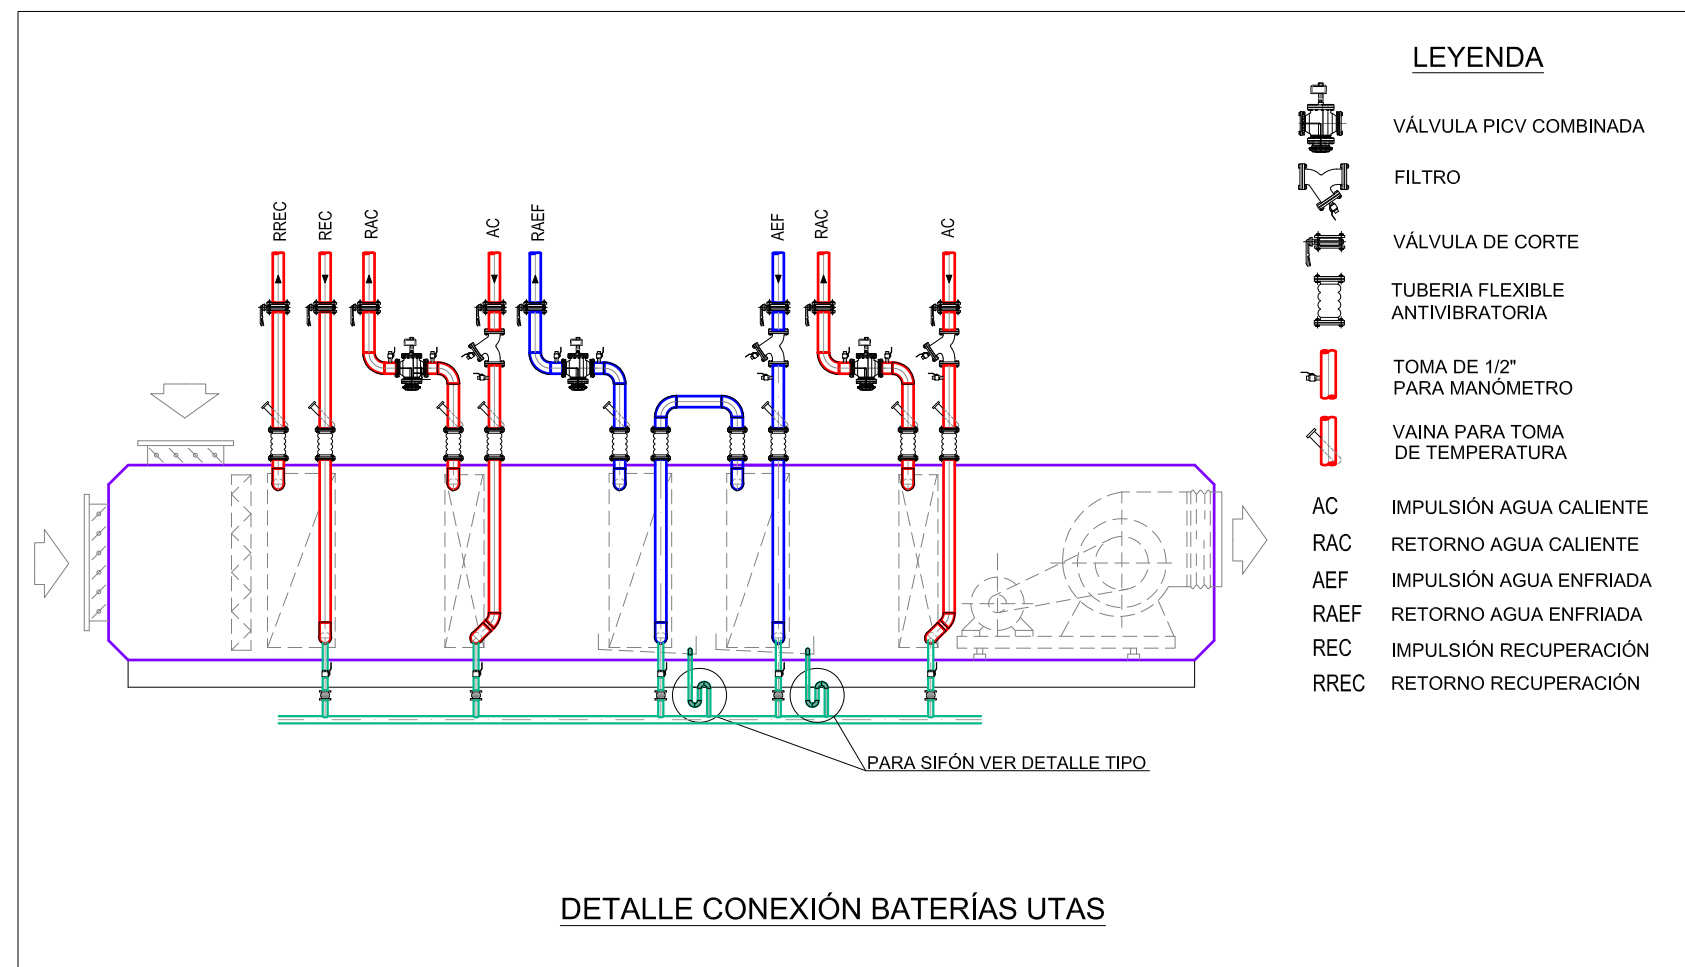 LEYENDA
VÁLVULA PICV COMBINADA
FILTRO
VÁLVULA DE CORTE
TUBERIA FLEXIBLE
ANTIVIBRATORIA
TOMA DE 1/2"
PARA MANÓMETRO
VAINA PARA TOMA
DE TEMPERATURA
AC IMPULSIÓN AGUA CALIENTE
RAC RETORNO AGUA CALIENTE
AEF IMPULSIÓN AGUA ENFRIADA
RAEF RETORNO AGUA ENFRIADA
REC IMPULSIÓN RECUPERACIÓN
RREC RETORNO RECUPERACIÓN
RREC
REC
RAC
AC
RAEF
AEF
RAC
AC
PARA SIFÓN VER DETALLE TIPO
DETALLE CONEXIÓN BATERÍAS UTAS